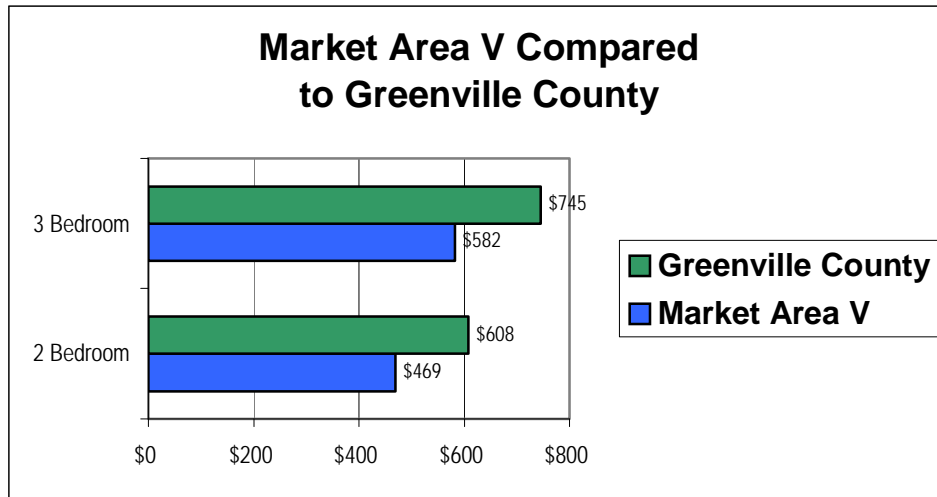 Market Area V Compared
to Greenville County
3 Bedroom
$745
$582
2 Bedroom
$608
$469
$0 $200 $400 $600 $800
Greenville County
Market Area V